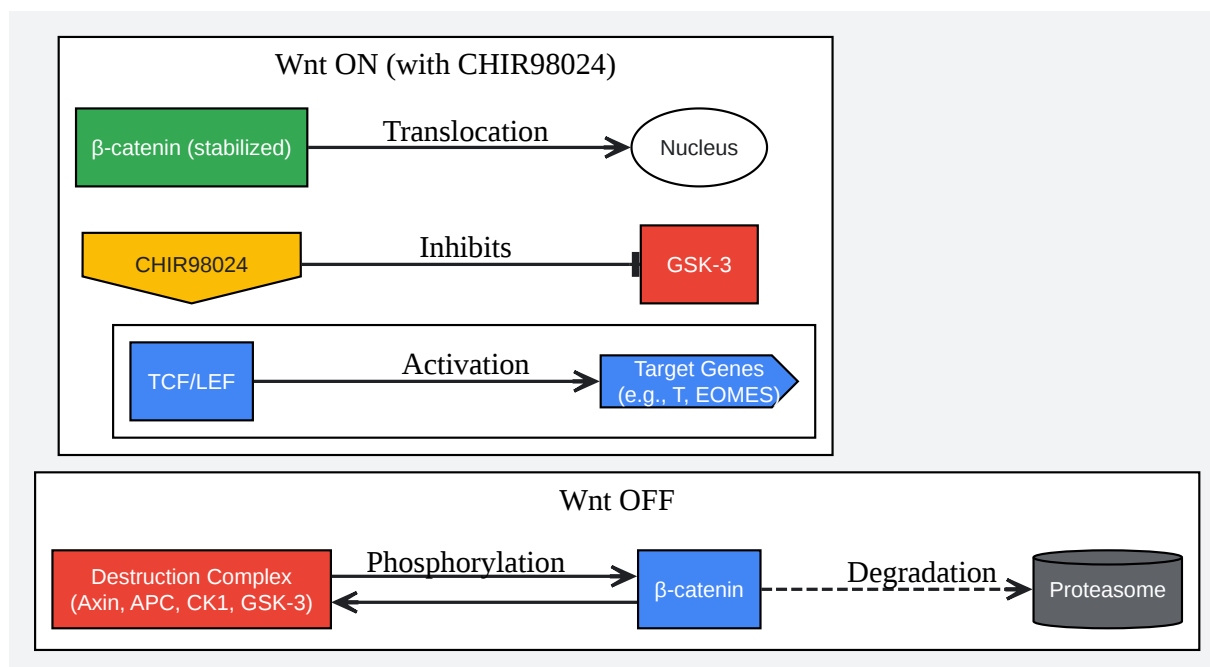 Wnt ON (with CHIR98024)
β-catenin (stabilized)
Translocation
Nucleus
CHIR98024
Inhibits
GSK-3
TCF/LEF
Activation
Target Genes
(e.g., T, EOMES)
Wnt OFF
Destruction Complex
(Axin, APC, CK1, GSK-3)
Phosphorylation
β-catenin
Degradation
Proteasome